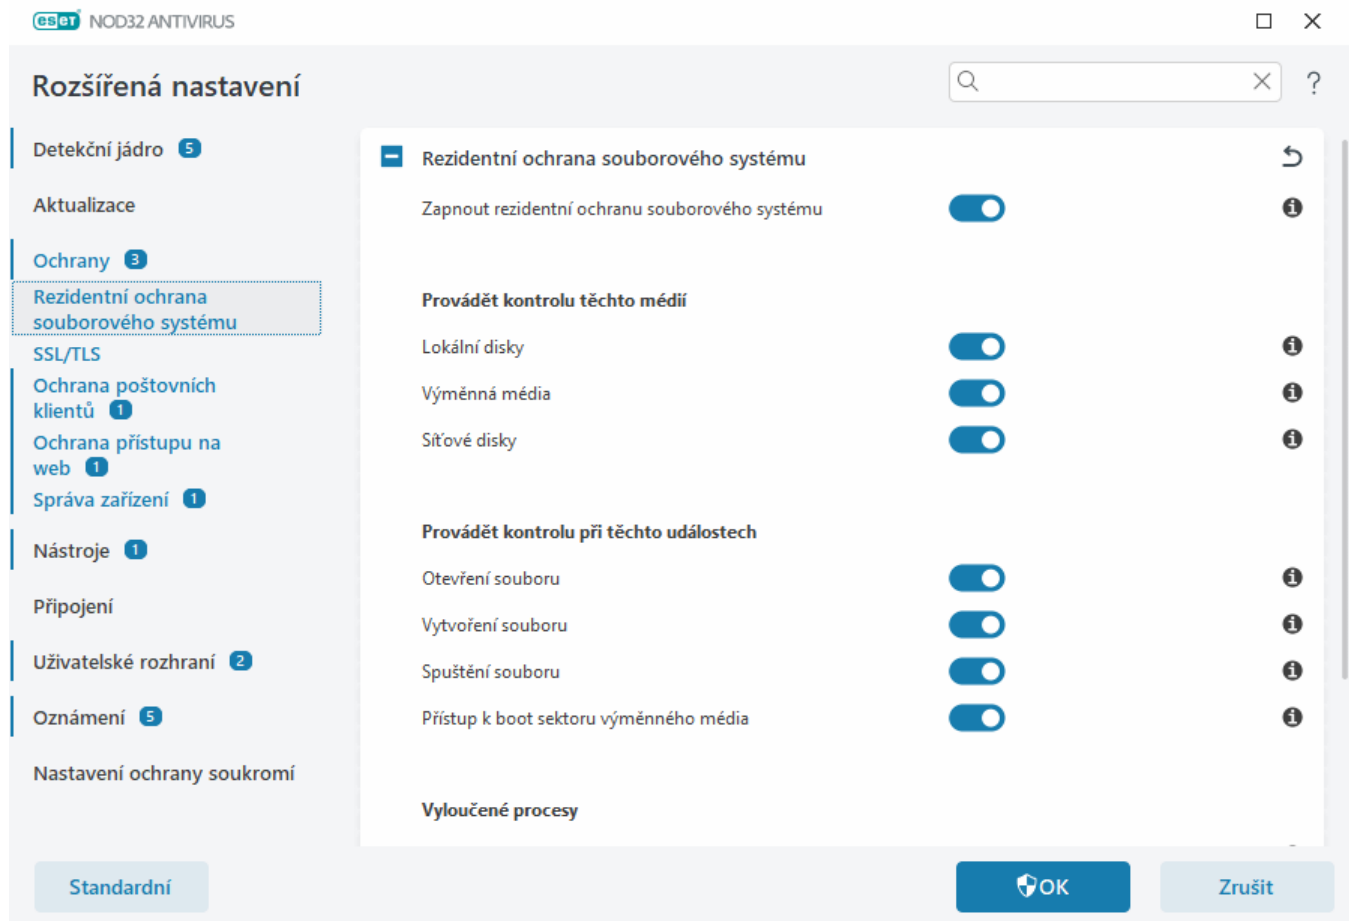 eset NOD32 ANTIVIRUS
Rozšířená nastavení
?
Detekční jádro 5
Aktualizace
Ochrany 3
Rezidentní ochrana
souborového systému
SSL/TLS
Ochrana poštovních
klientů 1
Ochrana přístupu na
web 1
Správa zařízení 1
Nástroje 1
Připojení
Uživatelské rozhraní 2
Oznámení 5
Nastavení ochrany soukromí
Rezidentní ochrana souborového systému
Zapnout rezidentní ochranu souborového systému
Provádět kontrolu těchto médií
Lokální disky
Výměnná média
Síťové disky
Provádět kontrolu při těchto událostech
Otevření souboru
Vytvoření souboru
Spuštění souboru
Přístup k boot sektoru výměnného média
Vyloučené procesy
Standardní
OK
Zrušit